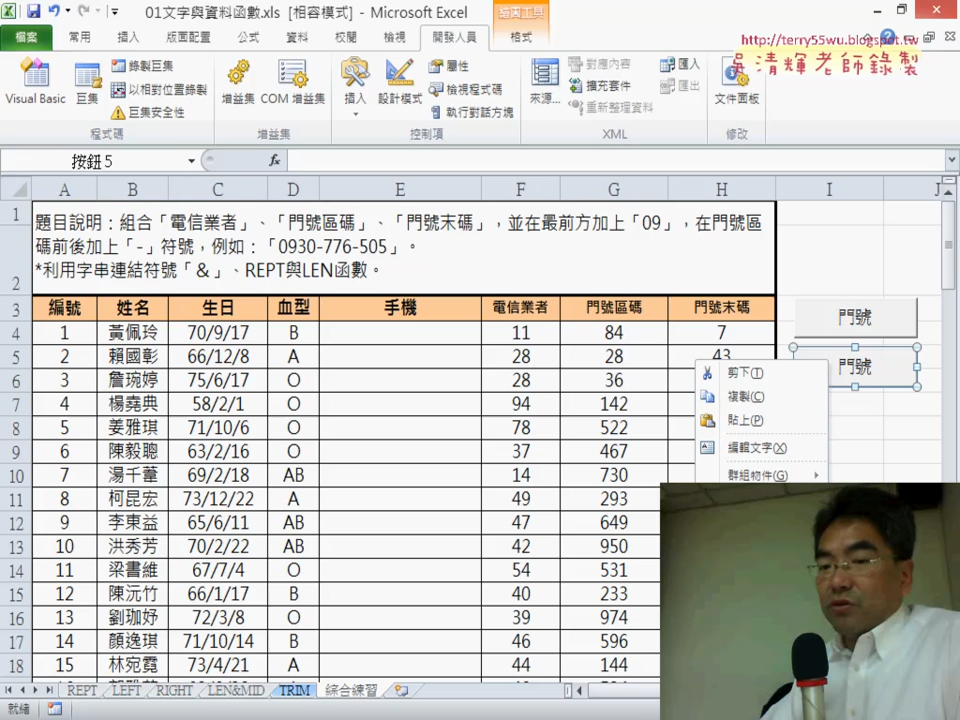 01文字與資料函數.xls [相容模式] - Microsoft Excel
繪圖工具
檔案 常用 插入 版面配置 公式 資料 校閱 檢視 開發人員 格式
http://terry55wu.blogspot.tw
吳清輝老師錄製
Visual Basic 巨集 錄製巨集 以相對位置錄製 巨集安全性 程式碼
增益集 COM 增益集 增益集
插入 設計模式 屬性 檢視程式碼 執行對話方塊 控制項
來源... 對應內容 擴充套件 重新整理資料 匯入 匯出 XML
文件面板 修改
按鈕 5 fx
A B C D E F G H I J
1 題目說明：組合「電信業者」、「門號區碼」、「門號末碼」，並在最前方加上「09」，在門號區
碼前後加上「-」符號，例如：「0930-776-505」。
2 *利用字串連結符號「&」、REPT與LEN函數。
3 編號 姓名 生日 血型 手機 電信業者 門號區碼 門號末碼
門號
4 1 黃佩玲 70/9/17 B 11 84 7
5 2 賴國彰 66/12/8 A 28 28 43
門號
6 3 詹琬婷 75/6/17 O 28 36
7 4 楊堯典 58/2/1 O 94 142
8 5 姜雅琪 71/10/6 O 78 522
9 6 陳毅聰 63/2/16 O 37 467
10 7 湯千葦 69/2/18 AB 14 730
11 8 柯昆宏 73/12/22 A 49 293
12 9 李東益 65/6/11 AB 47 649
13 10 洪秀芳 70/2/22 AB 42 950
14 11 梁書維 67/7/4 O 54 531
15 12 陳沅竹 66/1/17 B 40 233
16 13 劉珈妤 72/3/8 O 39 974
17 14 顏逸琪 71/10/14 B 46 596
18 15 林宛霓 73/4/21 A 44 144
剪下(T)
複製(C)
貼上(P)
編輯文字(X)
群組物件(G)
REPT LEFT RIGHT LEN&MID TRIM 綜合練習
就緒